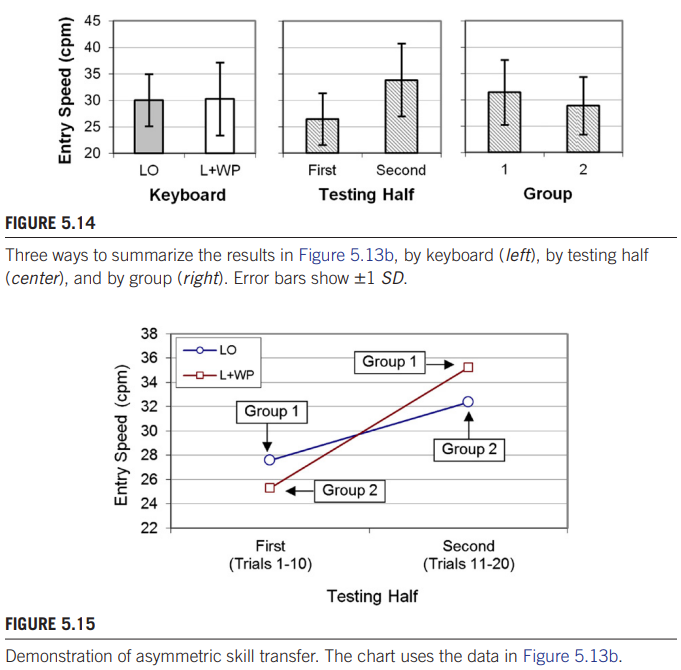 Entry Speed (cpm)
45
40
35
30
25
20
LO L+WP
Keyboard
First Second
Testing Half
1 2
Group
FIGURE 5.14
Three ways to summarize the results in Figure 5.13b, by keyboard (left), by testing half
(center), and by group (right). Error bars show ±1 SD.
Entry Speed (cpm)
38
36
34
32
30
28
26
24
22
LO
L+WP
Group 1
Group 1
Group 2
Group 2
First
(Trials 1-10)
Second
(Trials 11-20)
Testing Half
FIGURE 5.15
Demonstration of asymmetric skill transfer. The chart uses the data in Figure 5.13b.